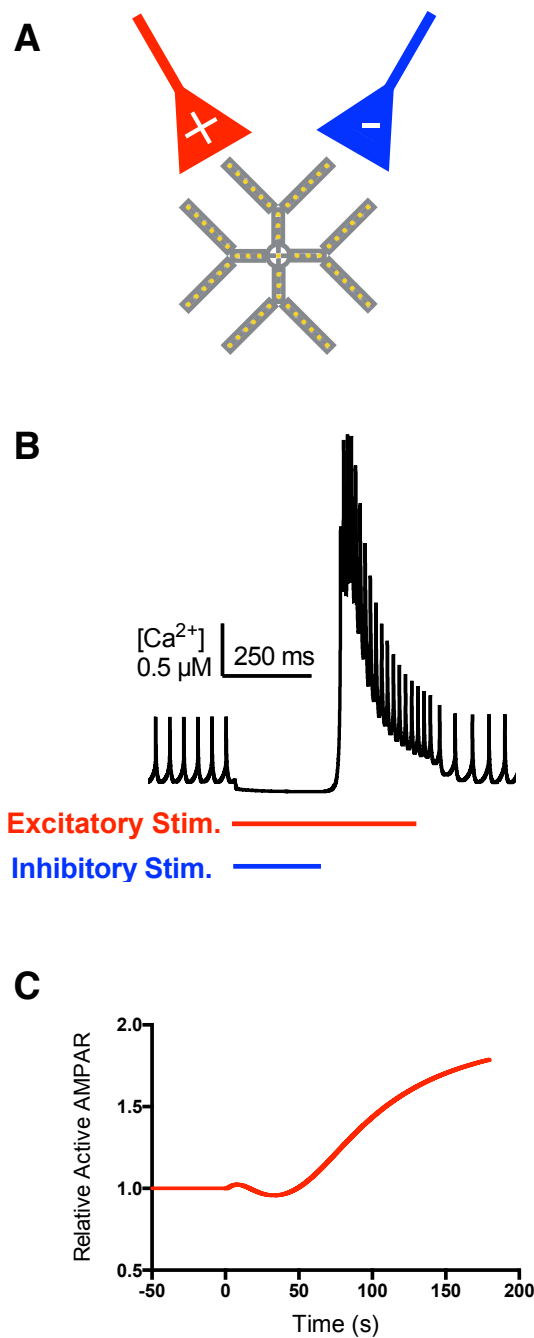 A
+
-
B
[Ca²⁺]
0.5 µM
250 ms
Excitatory Stim.
Inhibitory Stim.
C
Relative Active AMPAR
2.0
1.5
1.0
0.5
-50 0 50 100 150 200
Time (s)